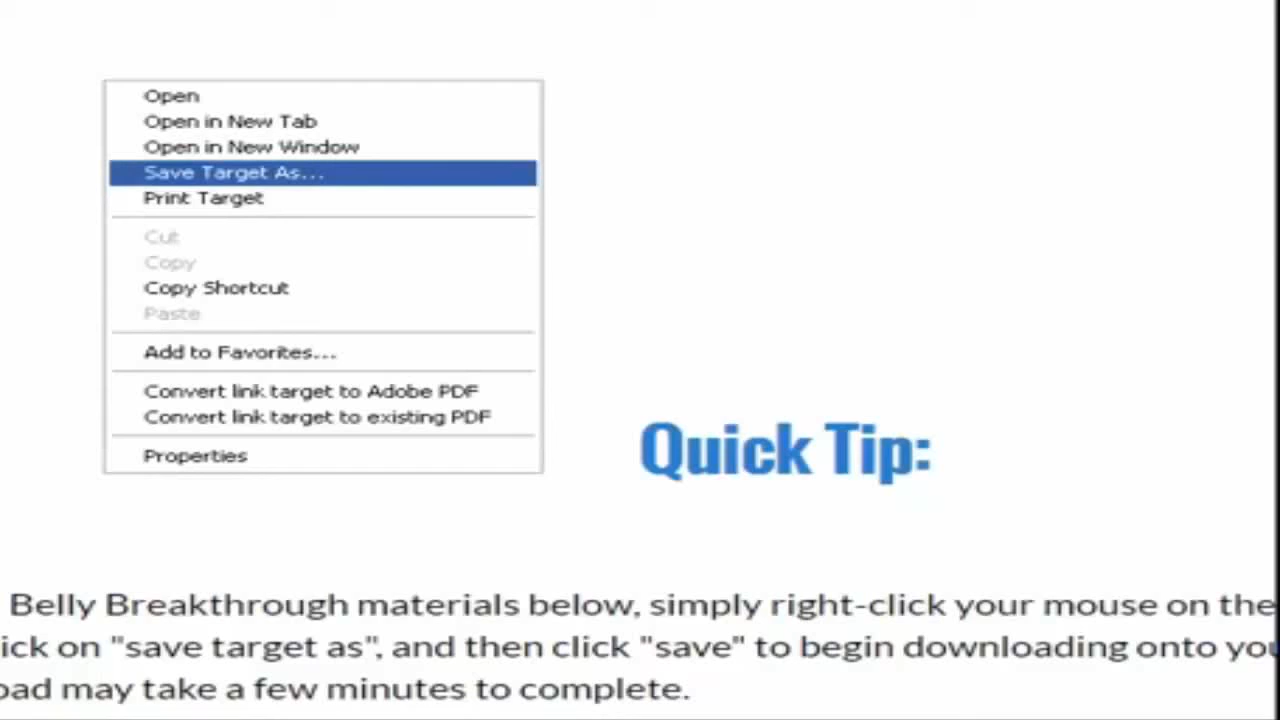 Open
Open in New Tab
Open in New Window
Save Target As...
Print Target
Cut
Copy
Copy Shortcut
Paste
Add to Favorites...
Convert link target to Adobe PDF
Convert link target to existing PDF
Properties
Quick Tip:
Belly Breakthrough materials below, simply right-click your mouse on the
ick on "save target as", and then click "save" to begin downloading onto you
oad may take a few minutes to complete.